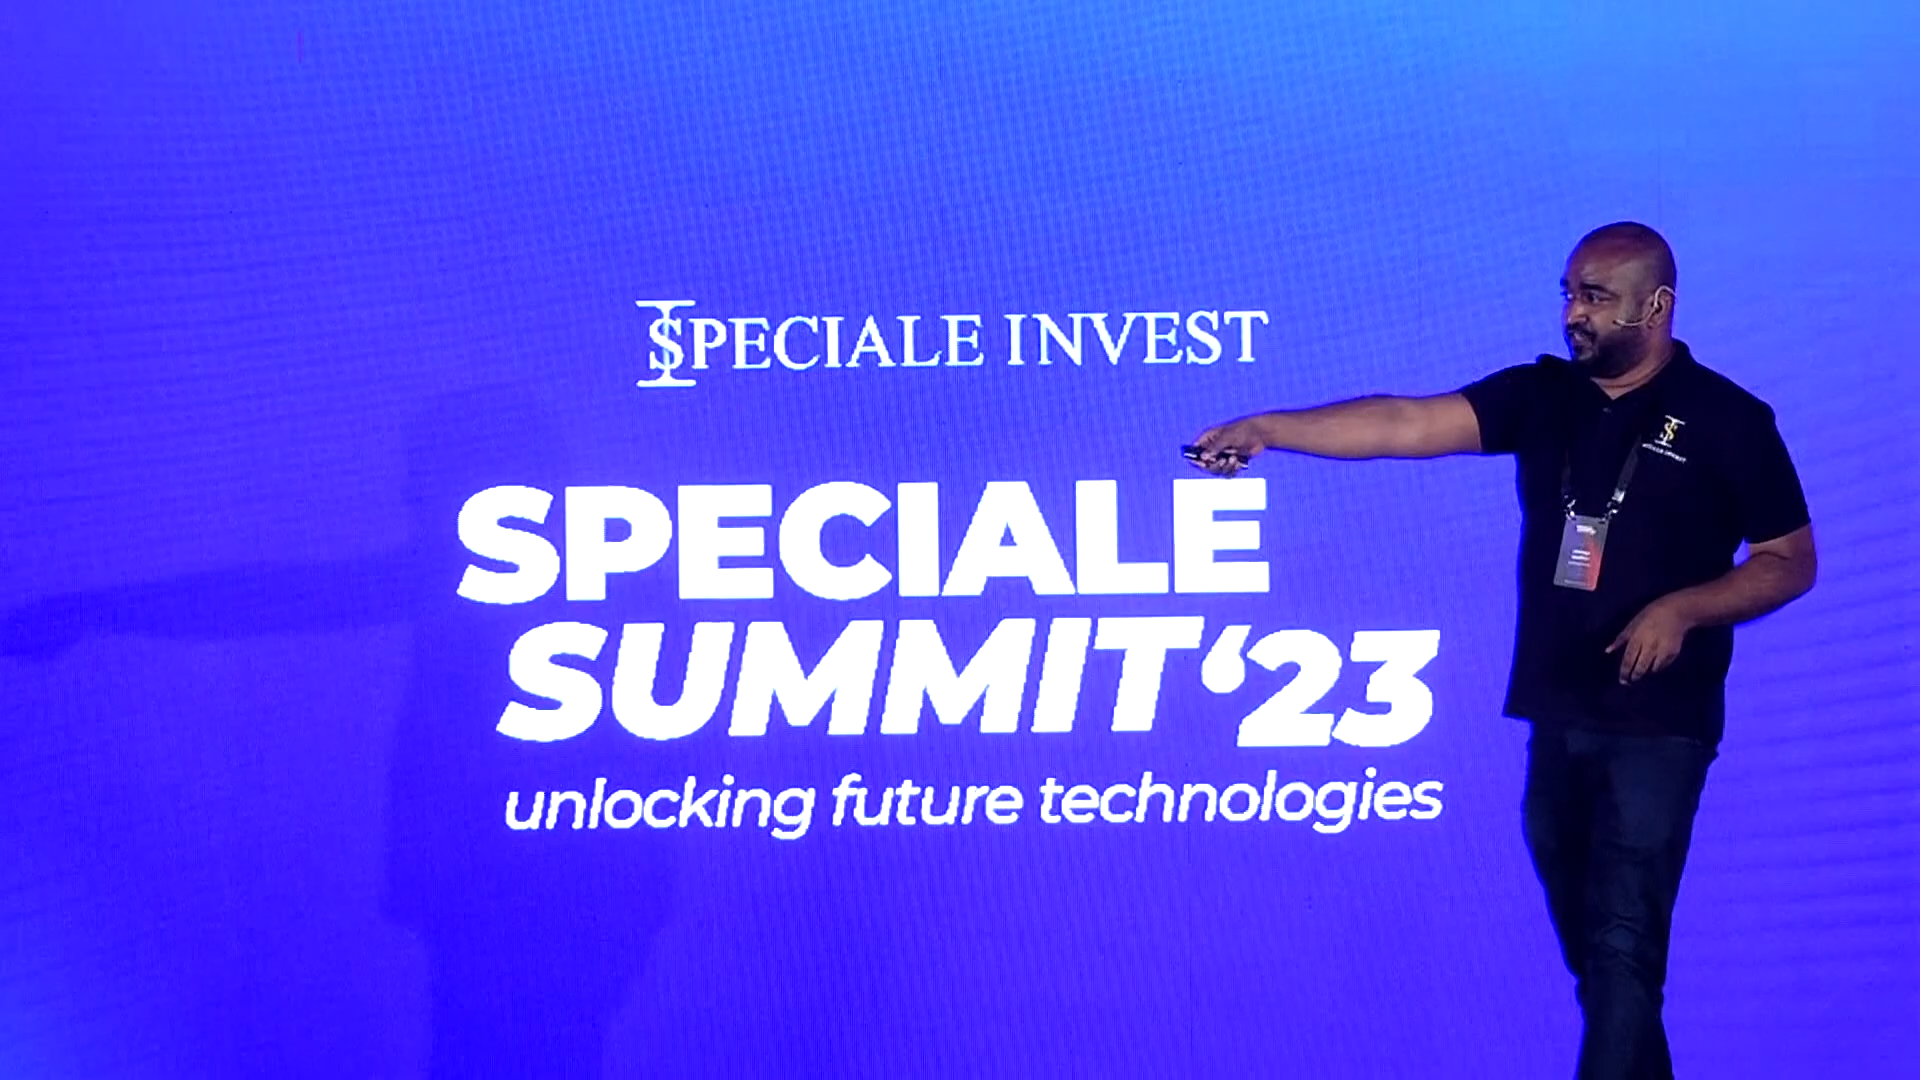 SPECIALE INVEST
SPECIALE
SUMMIT‘23
unlocking future technologies